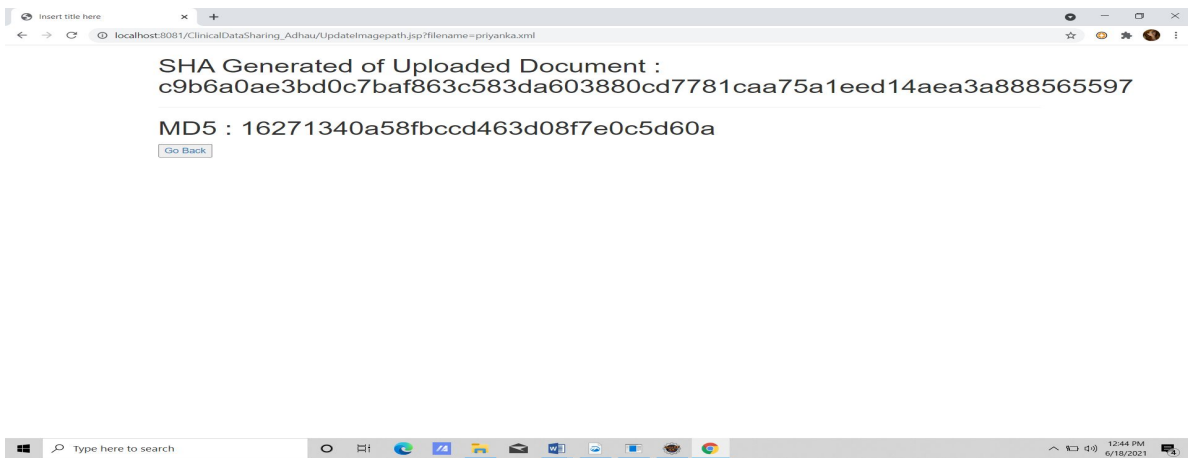 Insert title here
localhost:8081/ClinicalDataSharing_Adhau/UpdateImagepath.jsp?filename=priyanka.xml
SHA Generated of Uploaded Document :
c9b6a0ae3bd0c7baf863c583da603880cd7781caa75a1eed14aea3a888565597
MD5 : 16271340a58fbccd463d08f7e0c5d60a
Go Back
Type here to search
12:44 PM
6/18/2021